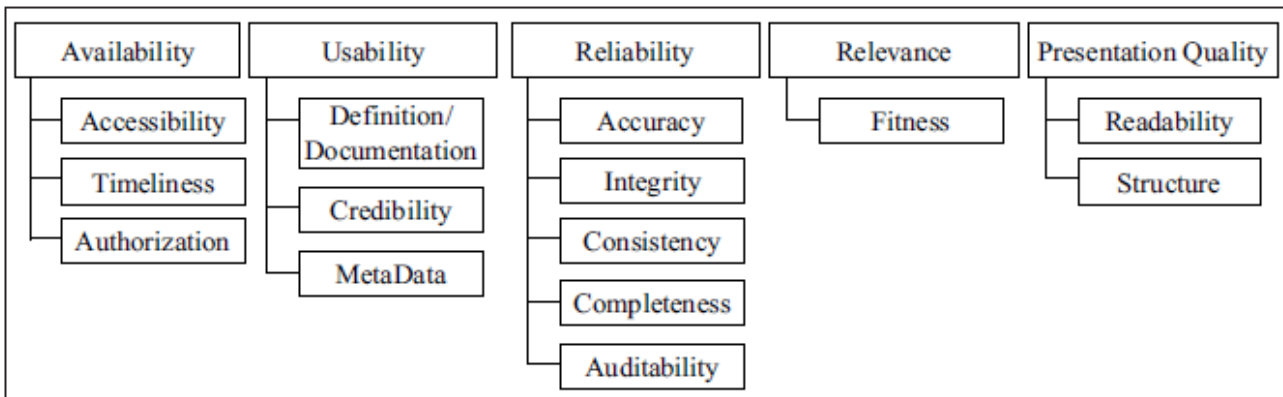 Availability
Accessibility
Timeliness
Authorization
Usability
Definition/
Documentation
Credibility
MetaData
Reliability
Accuracy
Integrity
Consistency
Completeness
Auditability
Relevance
Fitness
Presentation Quality
Readability
Structure